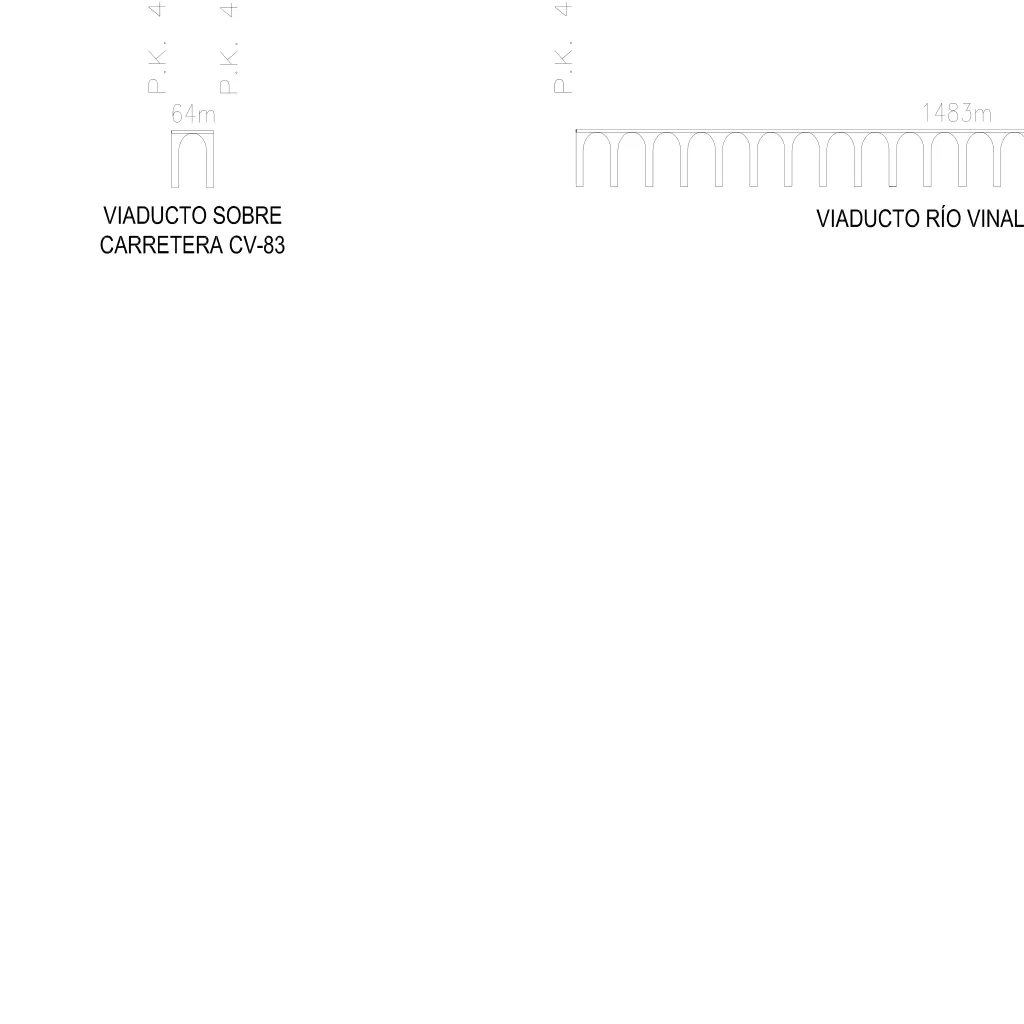 P.K. 4
P.K. 4
P.K. 4
64m
1483m
VIADUCTO SOBRE
CARRETERA CV-83
VIADUCTO RÍO VINAL